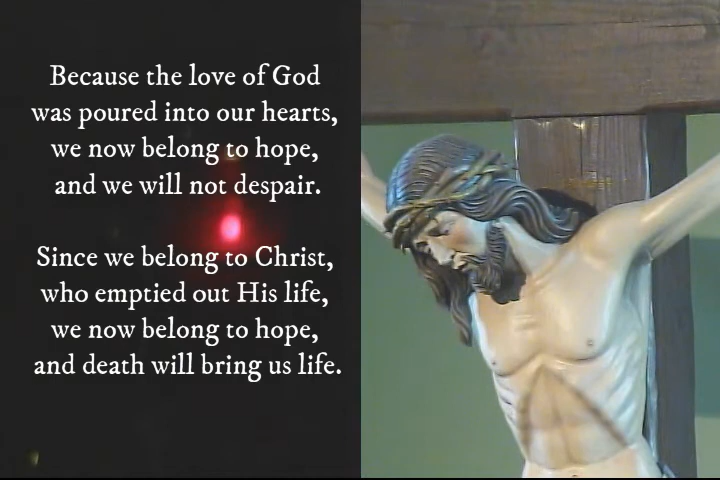 Because the love of God
was poured into our hearts,
we now belong to hope,
and we will not despair.
Since we belong to Christ,
who emptied out His life,
we now belong to hope,
and death will bring us life.